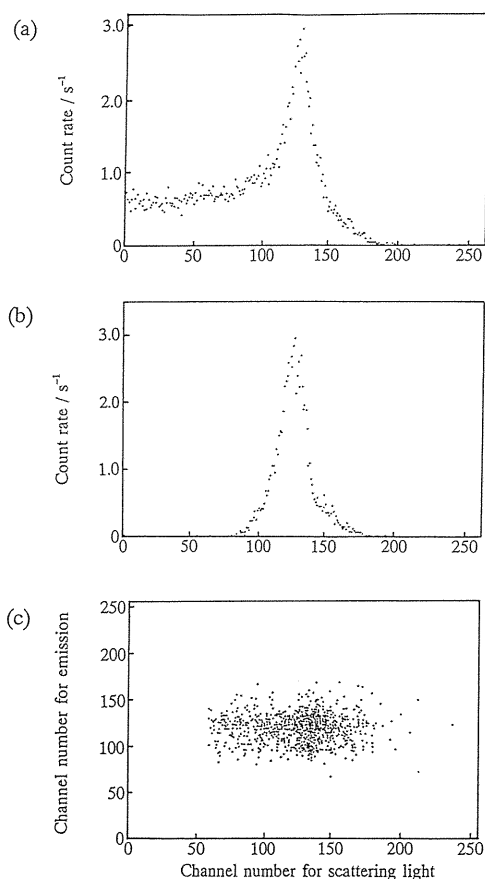 (a)
Count rate / s⁻¹
3.0
2.0
1.0
0
0 50 100 150 200 250
(b)
Count rate / s⁻¹
3.0
2.0
1.0
0
0 50 100 150 200 250
(c)
Channel number for emission
250
200
150
100
50
0
0 50 100 150 200 250
Channel number for scattering light